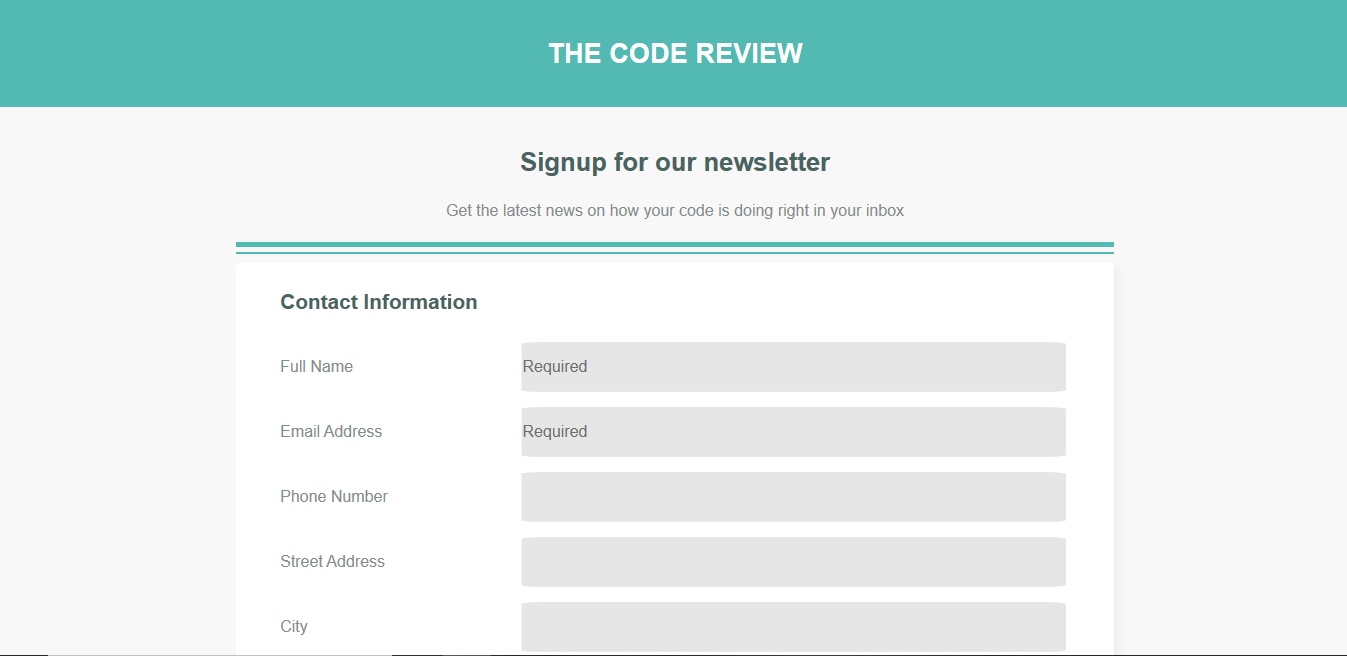 THE CODE REVIEW
Signup for our newsletter
Get the latest news on how your code is doing right in your inbox
Contact Information
Full Name
Required
Email Address
Required
Phone Number
Street Address
City